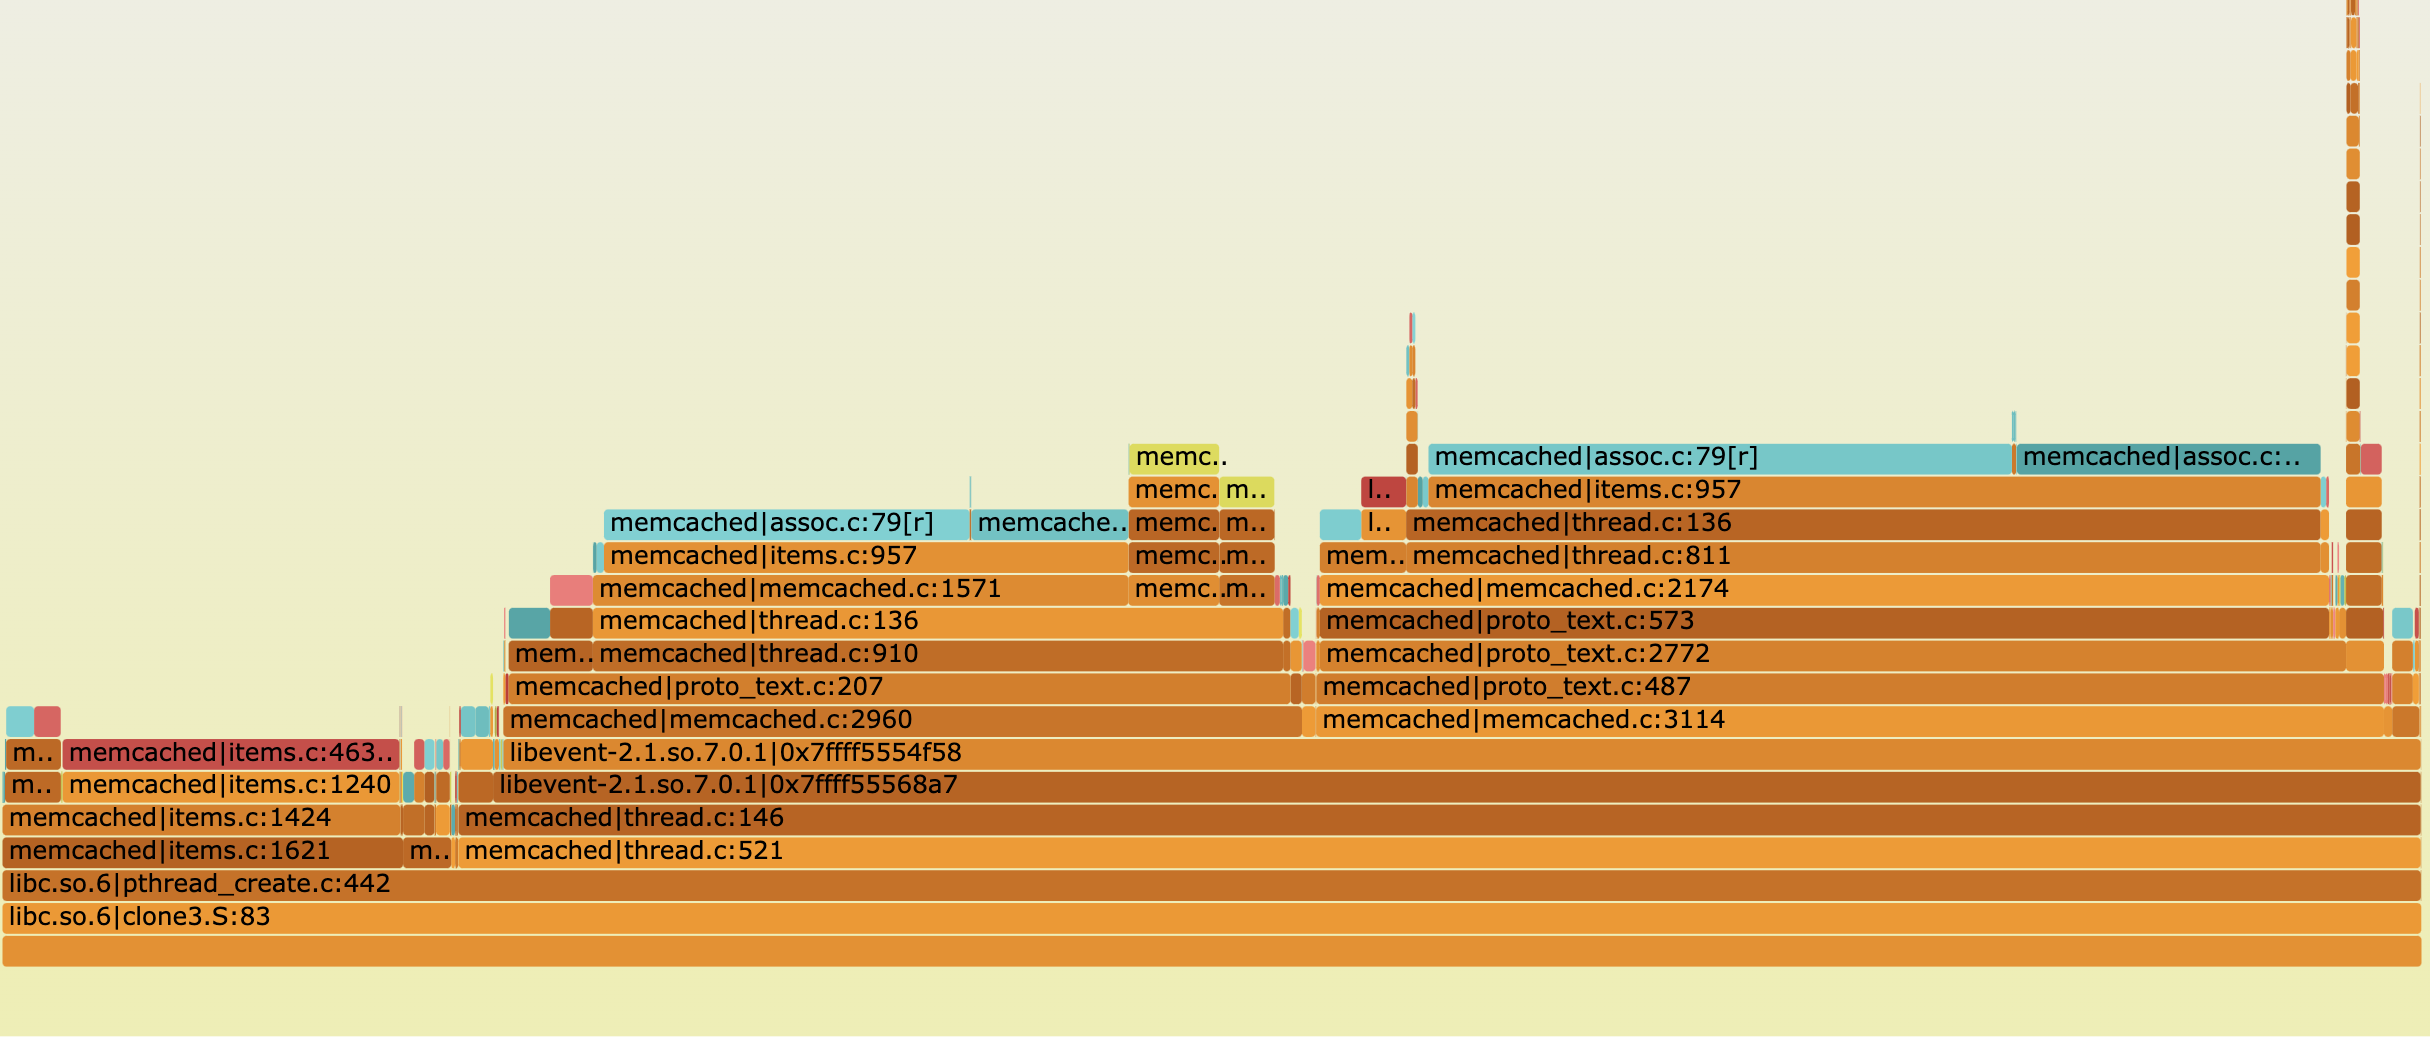 memc..
memcached|assoc.c:79[r]
memcached|assoc.c:..
memc.
m..
l..
memcached|items.c:957
memcached|assoc.c:79[r]
memcache..
memc.
m..
l..
memcached|thread.c:136
memcached|items.c:957
memc..
m..
mem..
memcached|thread.c:811
memcached|memcached.c:1571
memc..
m..
memcached|memcached.c:2174
memcached|thread.c:136
memcached|proto_text.c:573
mem..
memcached|thread.c:910
memcached|proto_text.c:2772
memcached|proto_text.c:207
memcached|proto_text.c:487
memcached|memcached.c:2960
memcached|memcached.c:3114
m..
memcached|items.c:463..
libevent-2.1.so.7.0.1|0x7ffff5554f58
m..
memcached|items.c:1240
libevent-2.1.so.7.0.1|0x7ffff55568a7
memcached|items.c:1424
memcached|thread.c:146
memcached|items.c:1621
m..
memcached|thread.c:521
libc.so.6|pthread_create.c:442
libc.so.6|clone3.S:83